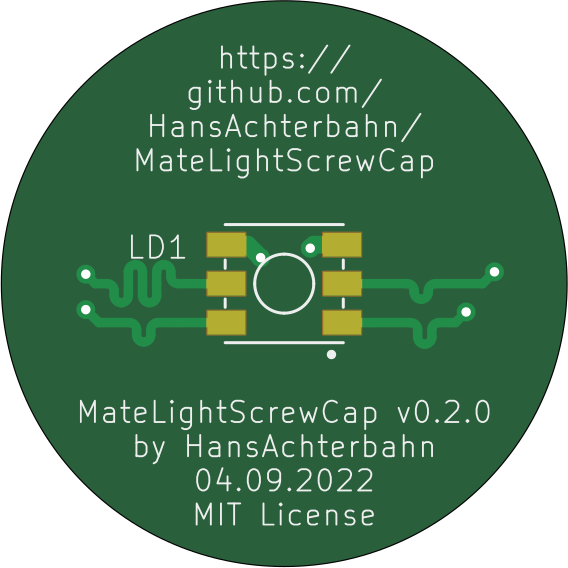 https://
github.com/
HansAchterbahn/
MateLightScrewCap
LD1
MateLightScrewCap v0.2.0
by HansAchterbahn
04.09.2022
MIT License